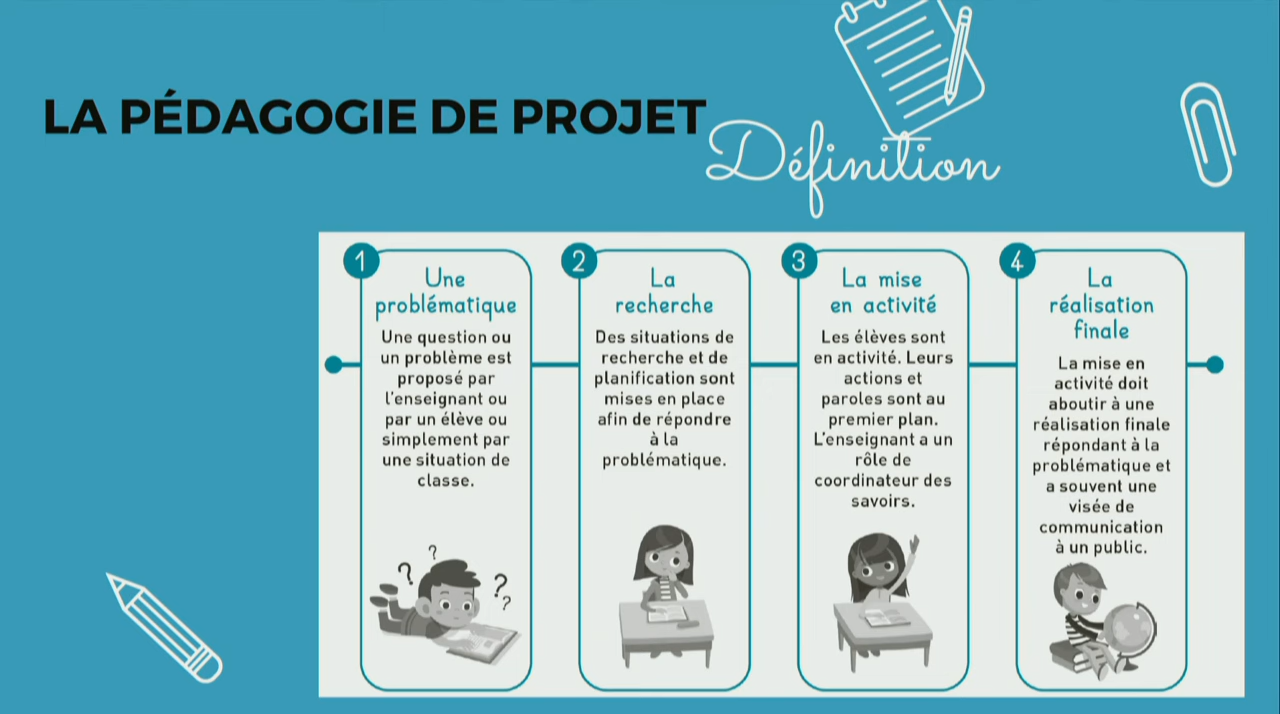 LA PÉDAGOGIE DE PROJET
Définition
1
Une
problématique
Une question ou
un problème est
proposé par
l'enseignant ou
par un élève ou
simplement par
une situation de
classe.
? ? ? ?
2
La
recherche
Des situations de
recherche et de
planification sont
mises en place
afin de répondre
à la
problématique.
3
La mise
en activité
Les élèves sont
en activité. Leurs
actions et
paroles sont au
premier plan.
L'enseignant a un
rôle de
coordinateur des
savoirs.
4
La
réalisation
finale
La mise en
activité doit
aboutir à une
réalisation finale
répondant à la
problématique et
a souvent une
visée de
communication
à un public.